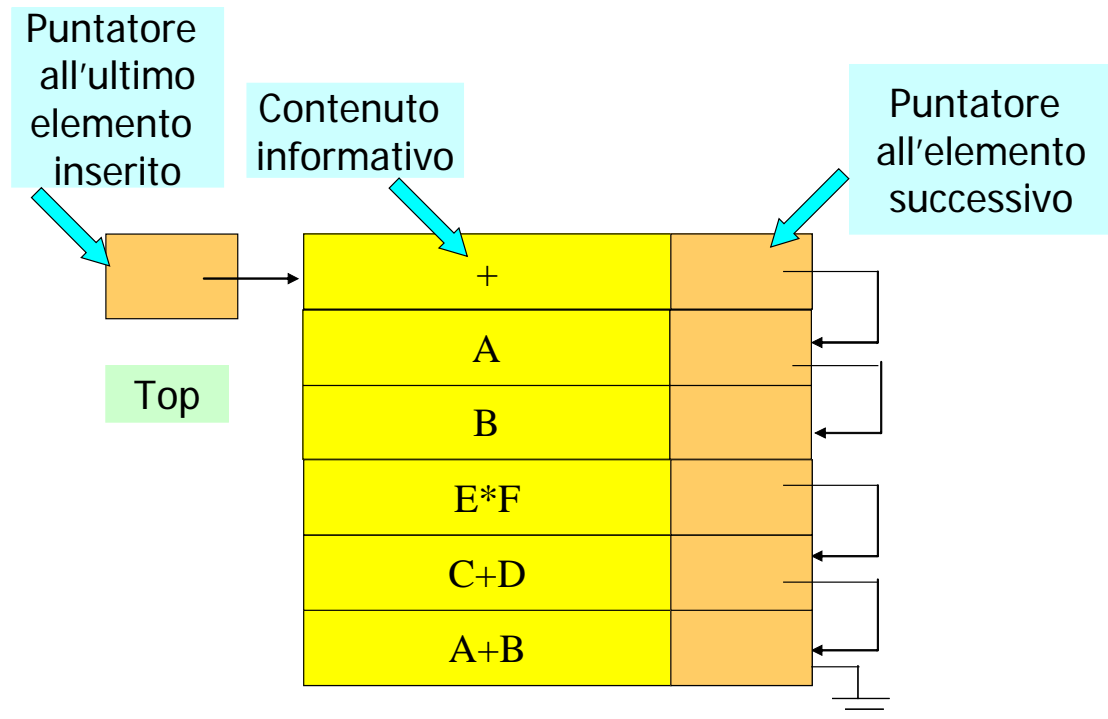 Puntatore
all'ultimo
elemento
inserito
Contenuto
informativo
Puntatore
all'elemento
successivo
Top
+
A
B
E*F
C+D
A+B